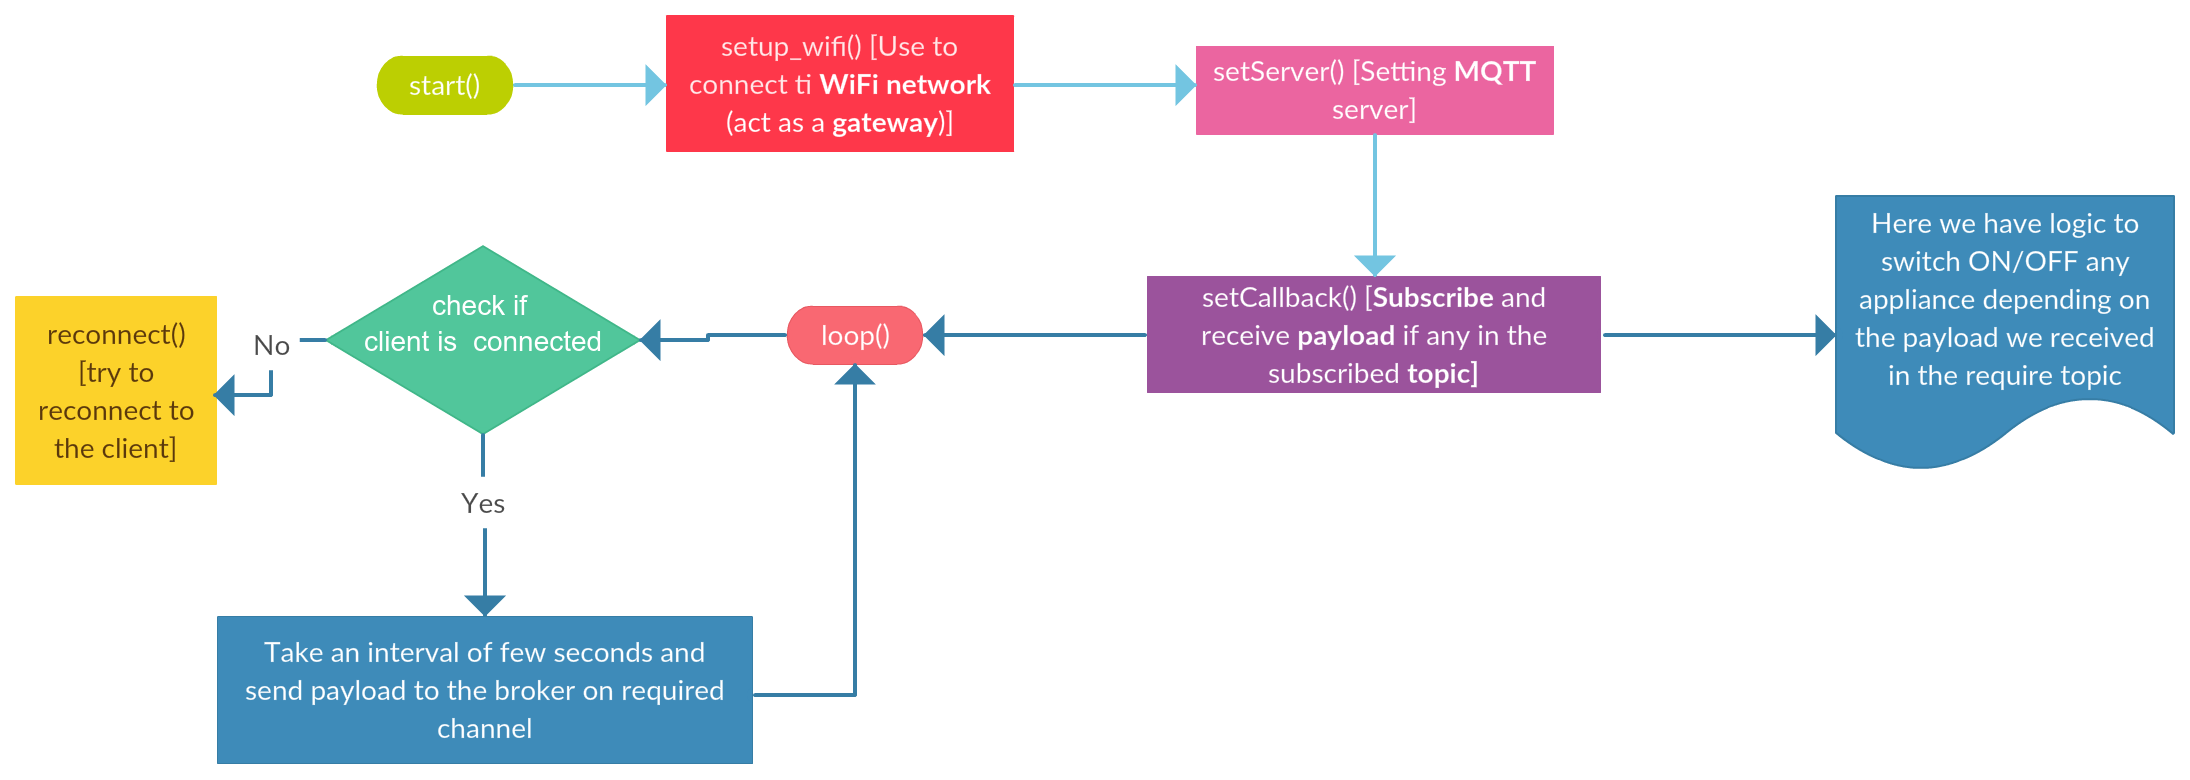 start()
setup_wifi() [Use to
connect ti WiFi network
(act as a gateway)]
setServer() [Setting MQTT
server]
Here we have logic to
switch ON/OFF any
appliance depending on
the payload we received
in the require topic
setCallback() [Subscribe and
receive payload if any in the
subscribed topic]
loop()
check if
client is  connected
No
reconnect()
[try to
reconnect to
the client]
Yes
Take an interval of few seconds and
send payload to the broker on required
channel